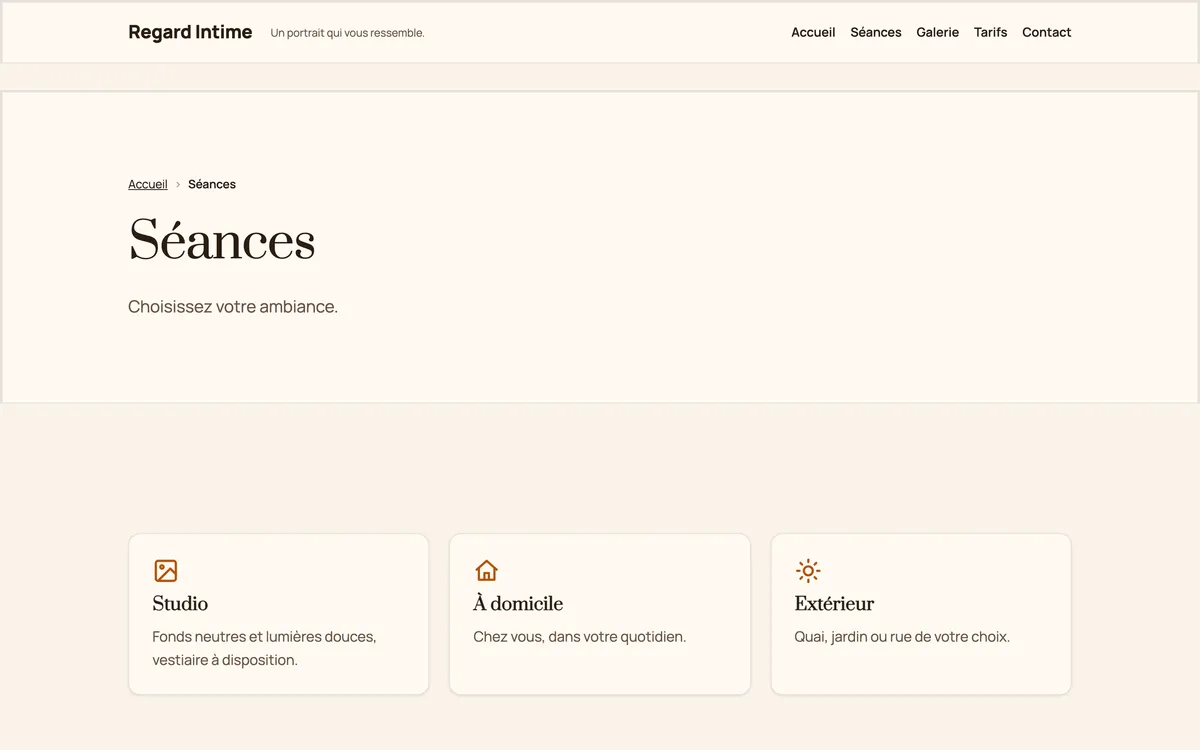 Regard Intime
Un portrait qui vous ressemble.
Accueil Séances Galerie Tarifs Contact
Accueil › Séances
Séances
Choisissez votre ambiance.
Studio
Fonds neutres et lumières douces,
vestiaire à disposition.
À domicile
Chez vous, dans votre quotidien.
Extérieur
Quai, jardin ou rue de votre choix.